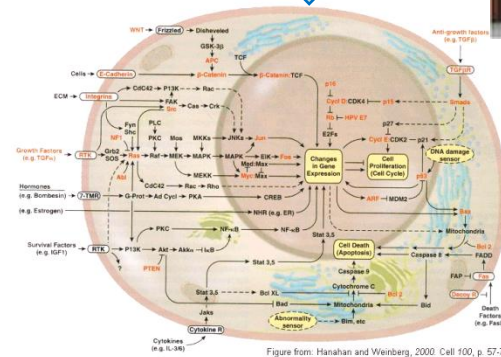 WNT
Frizzled
Disheveled
GSK-3β
APC
TCF
Cells
E-Cadherin
β-Catenin
β-Catenin:TCF
ECM
Integrins
CdC42
PI3K
Rac
FAK
Src
Cas
Crk
NF1
Fyn
Shc
PLC
PKC
Mos
MKKs
JNKs
Jun
Growth Factors
(e.g. TGFα)
RTK
Grb2
SOS
Ras
Raf
MEK
MAPK
MAPK
ElK
Fos
Abl
MEKK
Myc:Max
Max:Max
CdC42
Rac
Rho
Hormones
(e.g. Bombesin)
7-TMR
G-Prot
Ad Cycl
PKA
CREB
(e.g. Estrogen)
NHR (e.g. ER)
Survival Factors
(e.g. IGF1)
RTK
PI3K
PKC
NF-κB
NF-κB
Akt
Akkα
IκB
?
PTEN
Stat 3,5
Stat 3,5
Stat 3,5
Bcl XL
Jaks
Cytokine R
Cytokines
(e.g. IL-3/6)
Bad
Abnormality
sensor
Bim, etc
Mitochondria
Bid
Cytochrome C
Caspase 9
Cell Death
(Apoptosis)
Bcl 2
Caspase 8
FADD
Bcl 2
FAP
Fas
Decoy R
Death
Factors
(e.g. FasL)
Mitochondria
Bax
Changes
in Gene
Expression
Cell
Proliferation
(Cell Cycle)
ARF
MDM2
p53
DNA damage
sensor
p16
Cycl D:CDK4
p15
Rb
HPV E7
E2Fs
p27
Cycl E:CDK2
p21
Smads
TGFβR
Anti-growth factors
(e.g. TGFβ)
Figure from: Hanahan and Weinberg, 2000. Cell 100, p. 57-7